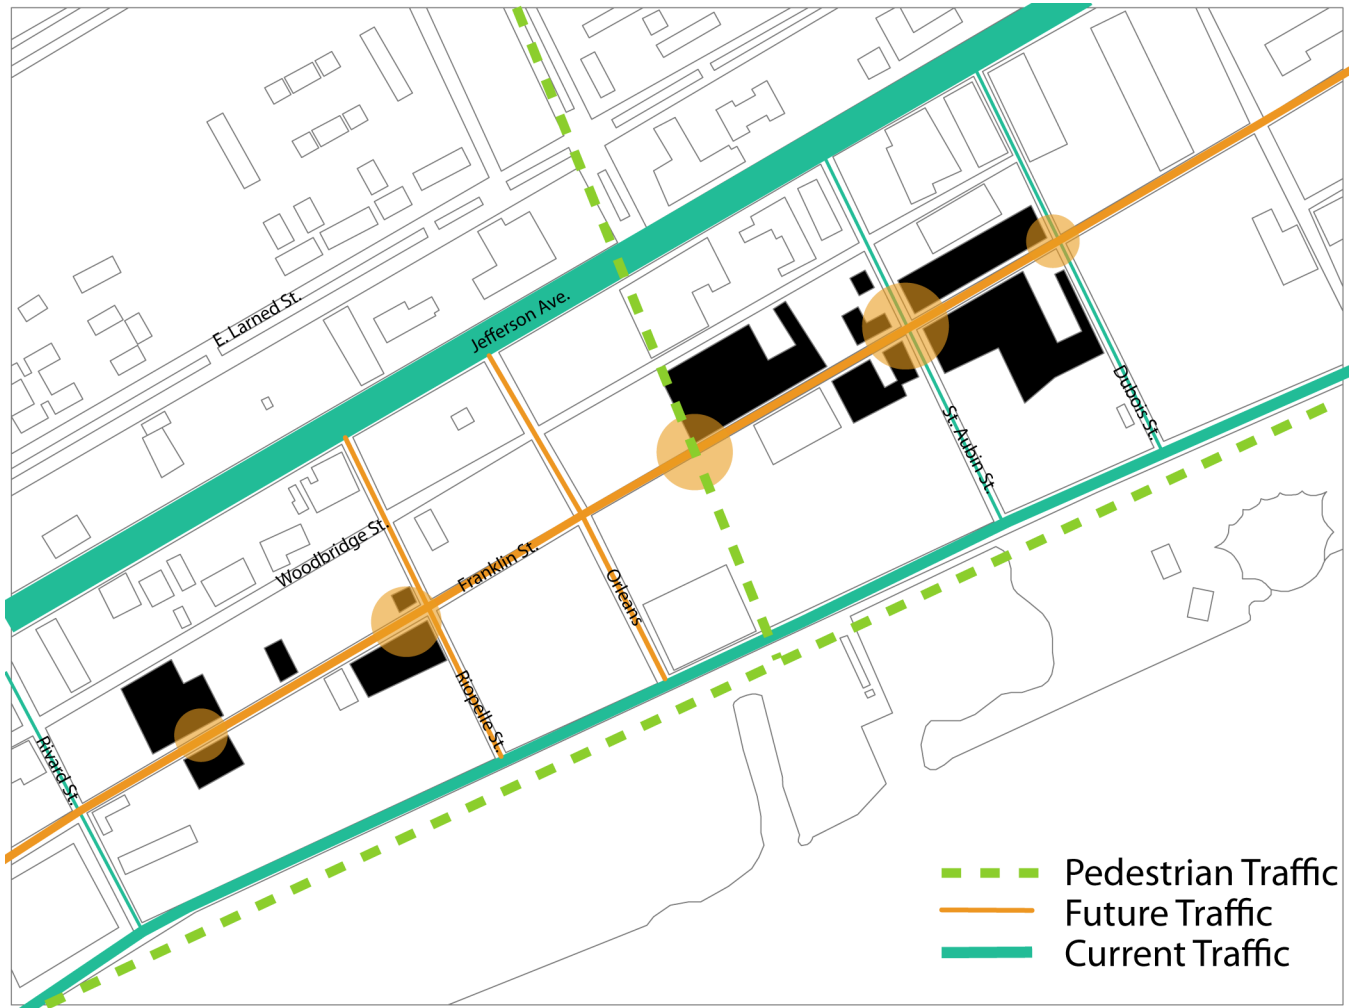 E. Larned St.
Jefferson Ave.
Woodbridge St.
Franklin St.
Orleans
St. Aubin St.
Dubois St.
Riopelle St.
Rivard St.
Pedestrian Traffic
Future Traffic
Current Traffic